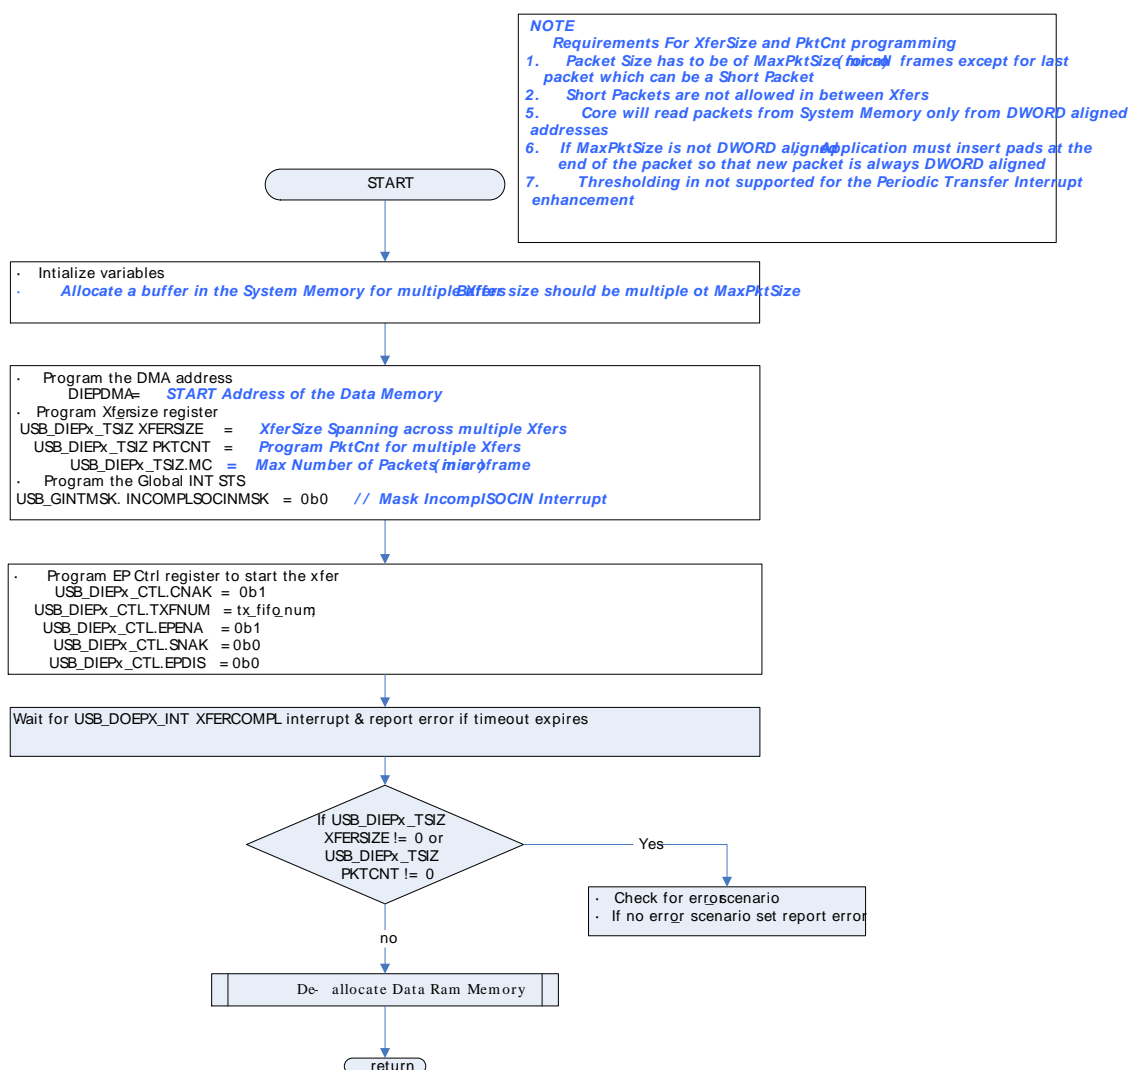 NOTE
Requirements For XferSize and PktCnt programming
1. Packet Size has to be of MaxPktSize frames except for last
packet which can be a Short Packet
2. Short Packets are not allowed in between Xfers
5. Core will read packets from System Memory only from DWORD aligned
addresses
6. If MaxPktSize is not DWORD aligned, Application must insert pads at the
end of the packet so that new packet is always DWORD aligned
7. Thresholding in not supported for the Periodic Transfer Interrupt
enhancement
START
· Intialize variables
· Allocate a buffer in the System Memory for multiple size should be multiple ot MaxPktSize
· Program the DMA address
DIEPDMA= START Address of the Data Memory
· Program Xfersize register
USB_DIEPx_TSIZ XFERSIZE = XferSize Spanning across multiple Xfers
USB_DIEPx_TSIZ PKTCNT = Program PktCnt for multiple Xfers
USB_DIEPx_TSIZ.MC = Max Number of Packets frame
· Program the Global INT STS
USB_GINTMSK. INCOMPLSOCINMSK = 0b0 // Mask IncomplSOCIN Interrupt
· Program EP Ctrl register to start the xfer
USB_DIEPx_CTL.CNAK = 0b1
USB_DIEPx_CTL.TXFNUM = tx_fifo_num;
USB_DIEPx_CTL.EPENA = 0b1
USB_DIEPx_CTL.SNAK = 0b0
USB_DIEPx_CTL.EPDIS = 0b0
Wait for USB_DOEPX_INT XFERCOMPL interrupt & report error if timeout expires
If USB_DIEPx_TSIZ
XFERSIZE != 0 or
USB_DIEPx_TSIZ
PKTCNT != 0
Yes
· Check for error_scenario
· If no error_scenario set report error
no
De- allocate Data Ram Memory
return